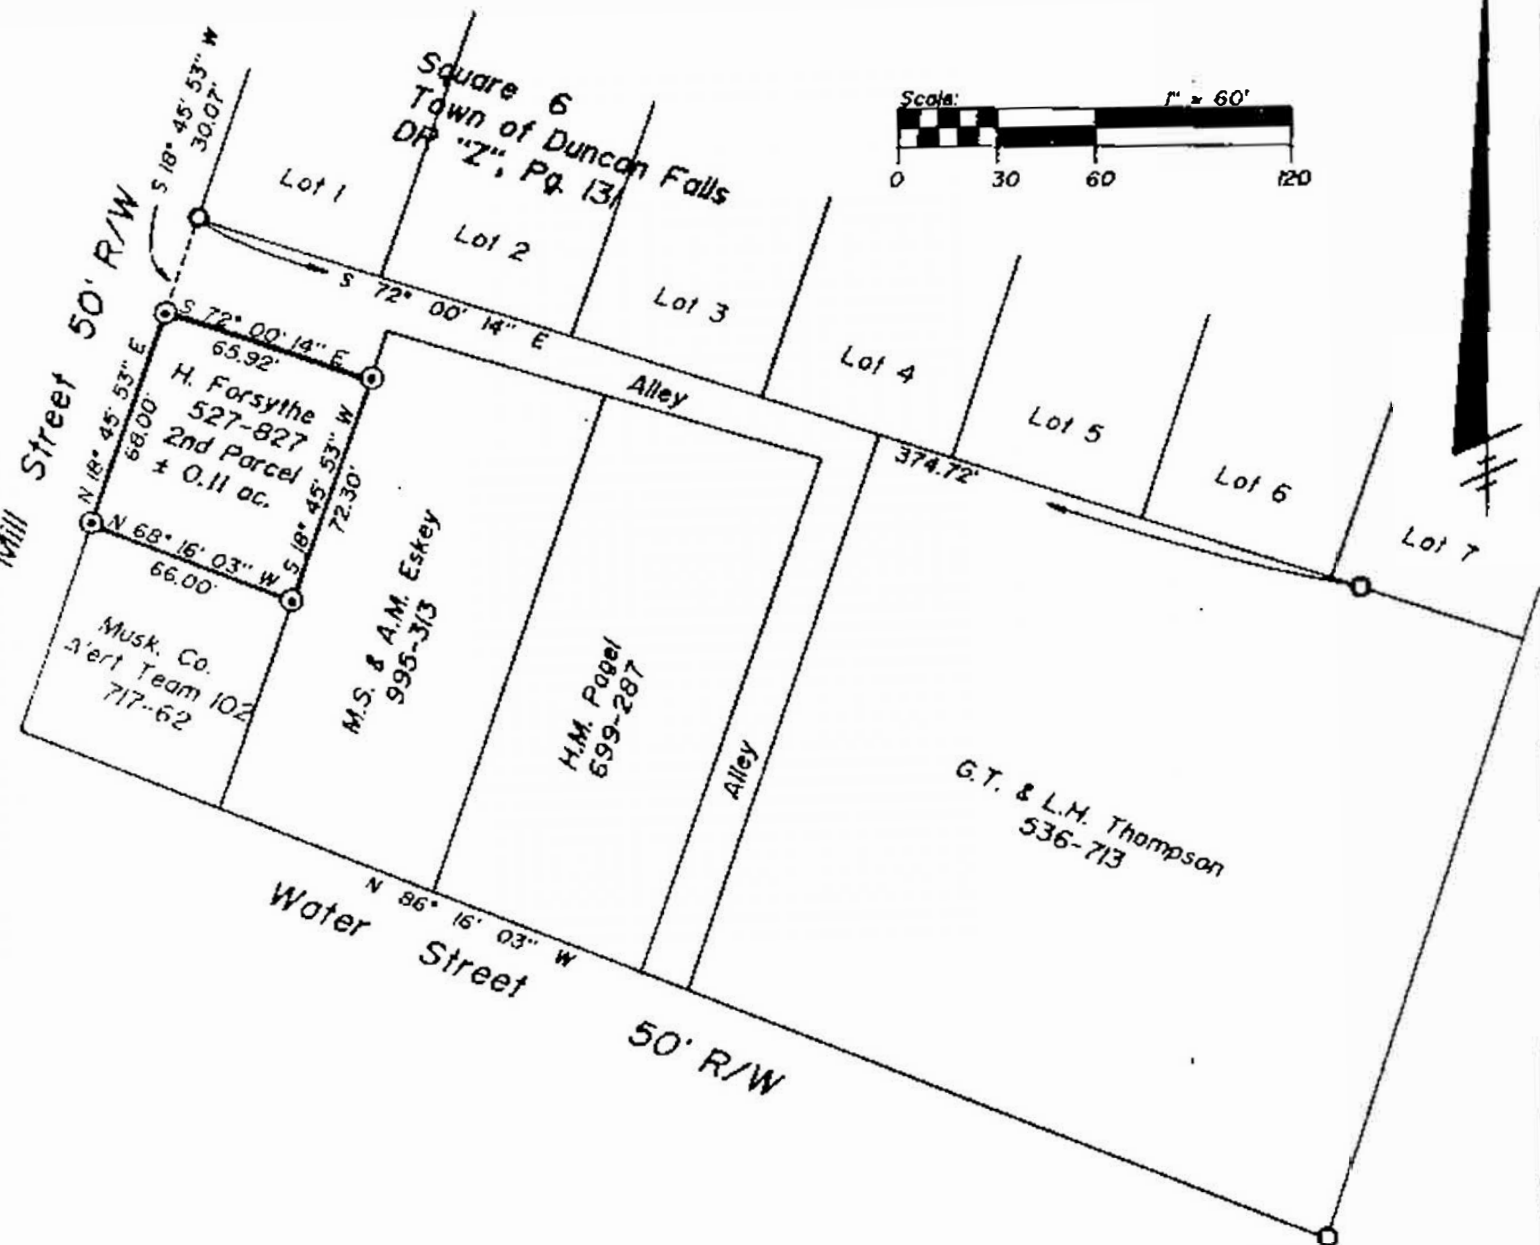 Square 6
Town of Duncan Falls
DR "Z", Pg. 131
Scale: 1" = 60'
0 30 60 120
S 18° 45' 53" W
30.07'
Lot 1
Lot 2
Lot 3
Lot 4
Lot 5
Lot 6
Lot 7
S 72° 00' 14" E
374.72'
Mill Street 50' R/W
S 72° 00' 14" E
65.92'
N 18° 45' 53" E
68.00'
H. Forsythe
527-827
2nd Parcel
± 0.11 ac.
S 18° 45' 53" W
72.30'
N 68° 16' 03" W
66.00'
Alley
Musk. Co.
Team 102
717-62
M.S. & A.M. Eskey
995-313
H.M. Pagel
699-287
Alley
G.T. & L.H. Thompson
536-713
N 86° 16' 03" W
Water Street 50' R/W